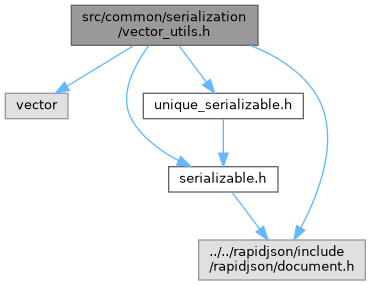 src/common/serialization
/vector_utils.h
vector
unique_serializable.h
serializable.h
../../rapidjson/include
/rapidjson/document.h